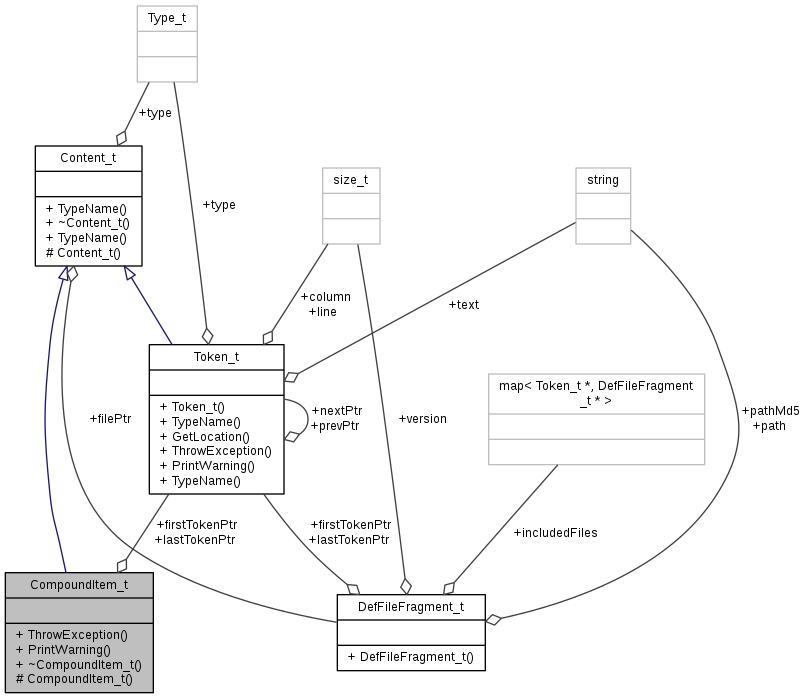 Type_t
+type
Content_t
+ TypeName()
+ ~Content_t()
+ TypeName()
# Content_t()
size_t
string
+type
+column
+line
+text
Token_t
+ Token_t()
+ TypeName()
+ GetLocation()
+ ThrowException()
+ PrintWarning()
+ TypeName()
+nextPtr
+prevPtr
map< Token_t *, DefFileFragment
_t * >
+filePtr
+version
+pathMd5
+path
+firstTokenPtr
+lastTokenPtr
+firstTokenPtr
+lastTokenPtr
+includedFiles
CompoundItem_t
+ ThrowException()
+ PrintWarning()
+ ~CompoundItem_t()
# CompoundItem_t()
DefFileFragment_t
+ DefFileFragment_t()